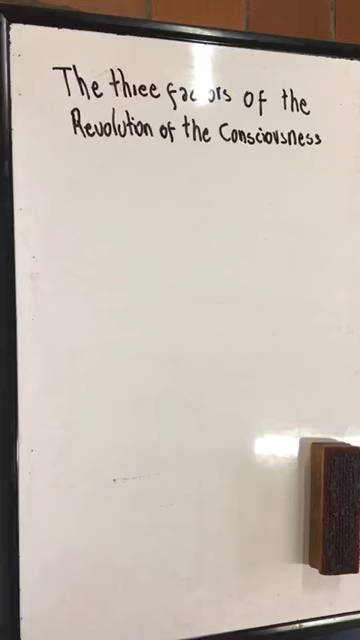 The three factors of the
Revolution of the Consciousness